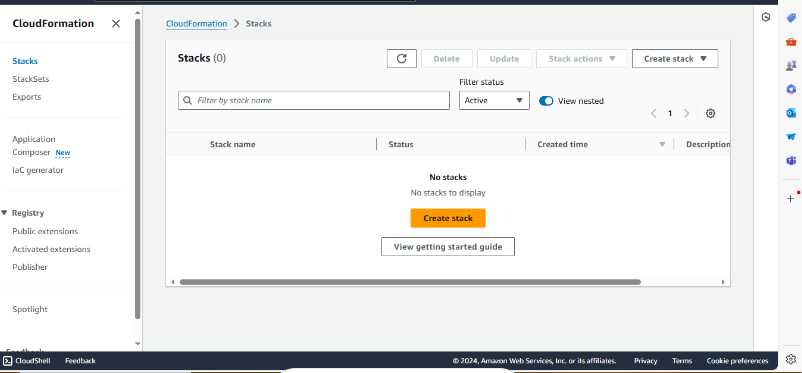 CloudFormation
Stacks
StackSets
Exports
Application
Composer New
IaC generator
Registry
Public extensions
Activated extensions
Publisher
Spotlight
CloudFormation > Stacks
Stacks (0)
Delete
Update
Stack actions
Create stack
Filter status
Filter by stack name
Active
View nested
1
Stack name
Status
Created time
Description
No stacks
No stacks to display
Create stack
View getting started guide
CloudShell
Feedback
© 2024, Amazon Web Services, Inc. or its affiliates.
Privacy
Terms
Cookie preferences